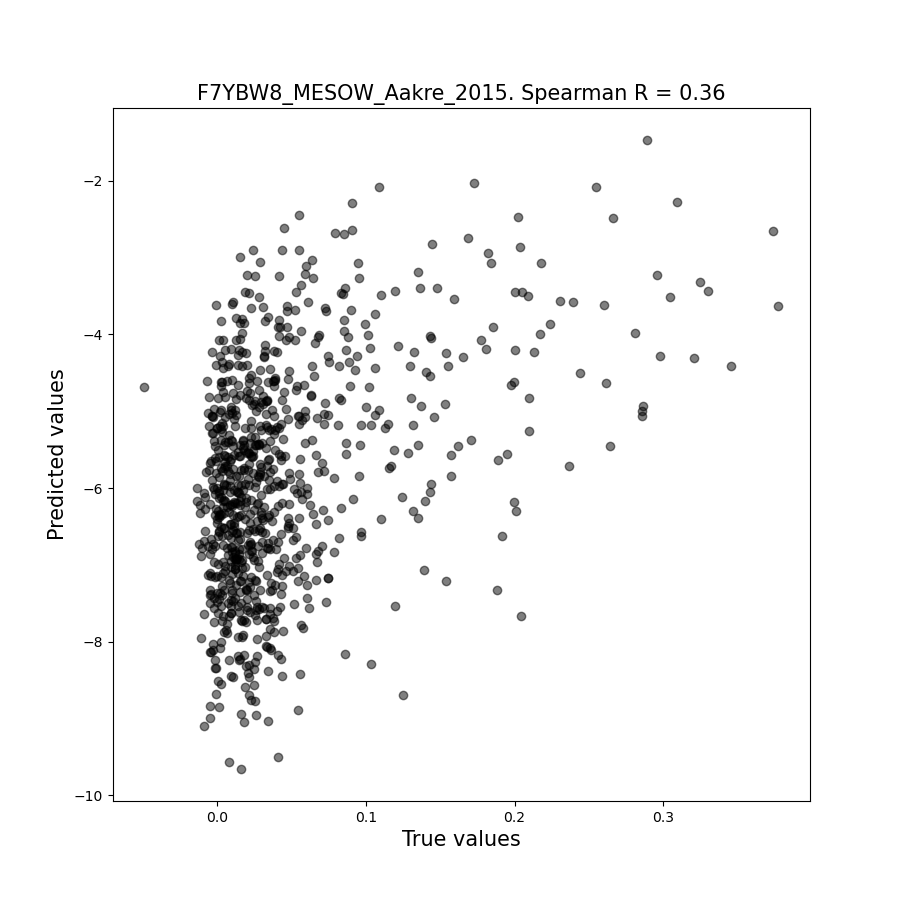 F7YBW8_MESOW_Aakre_2015. Spearman R = 0.36
Predicted values
−2
−4
−6
−8
−10
0.0 0.1 0.2 0.3
True values